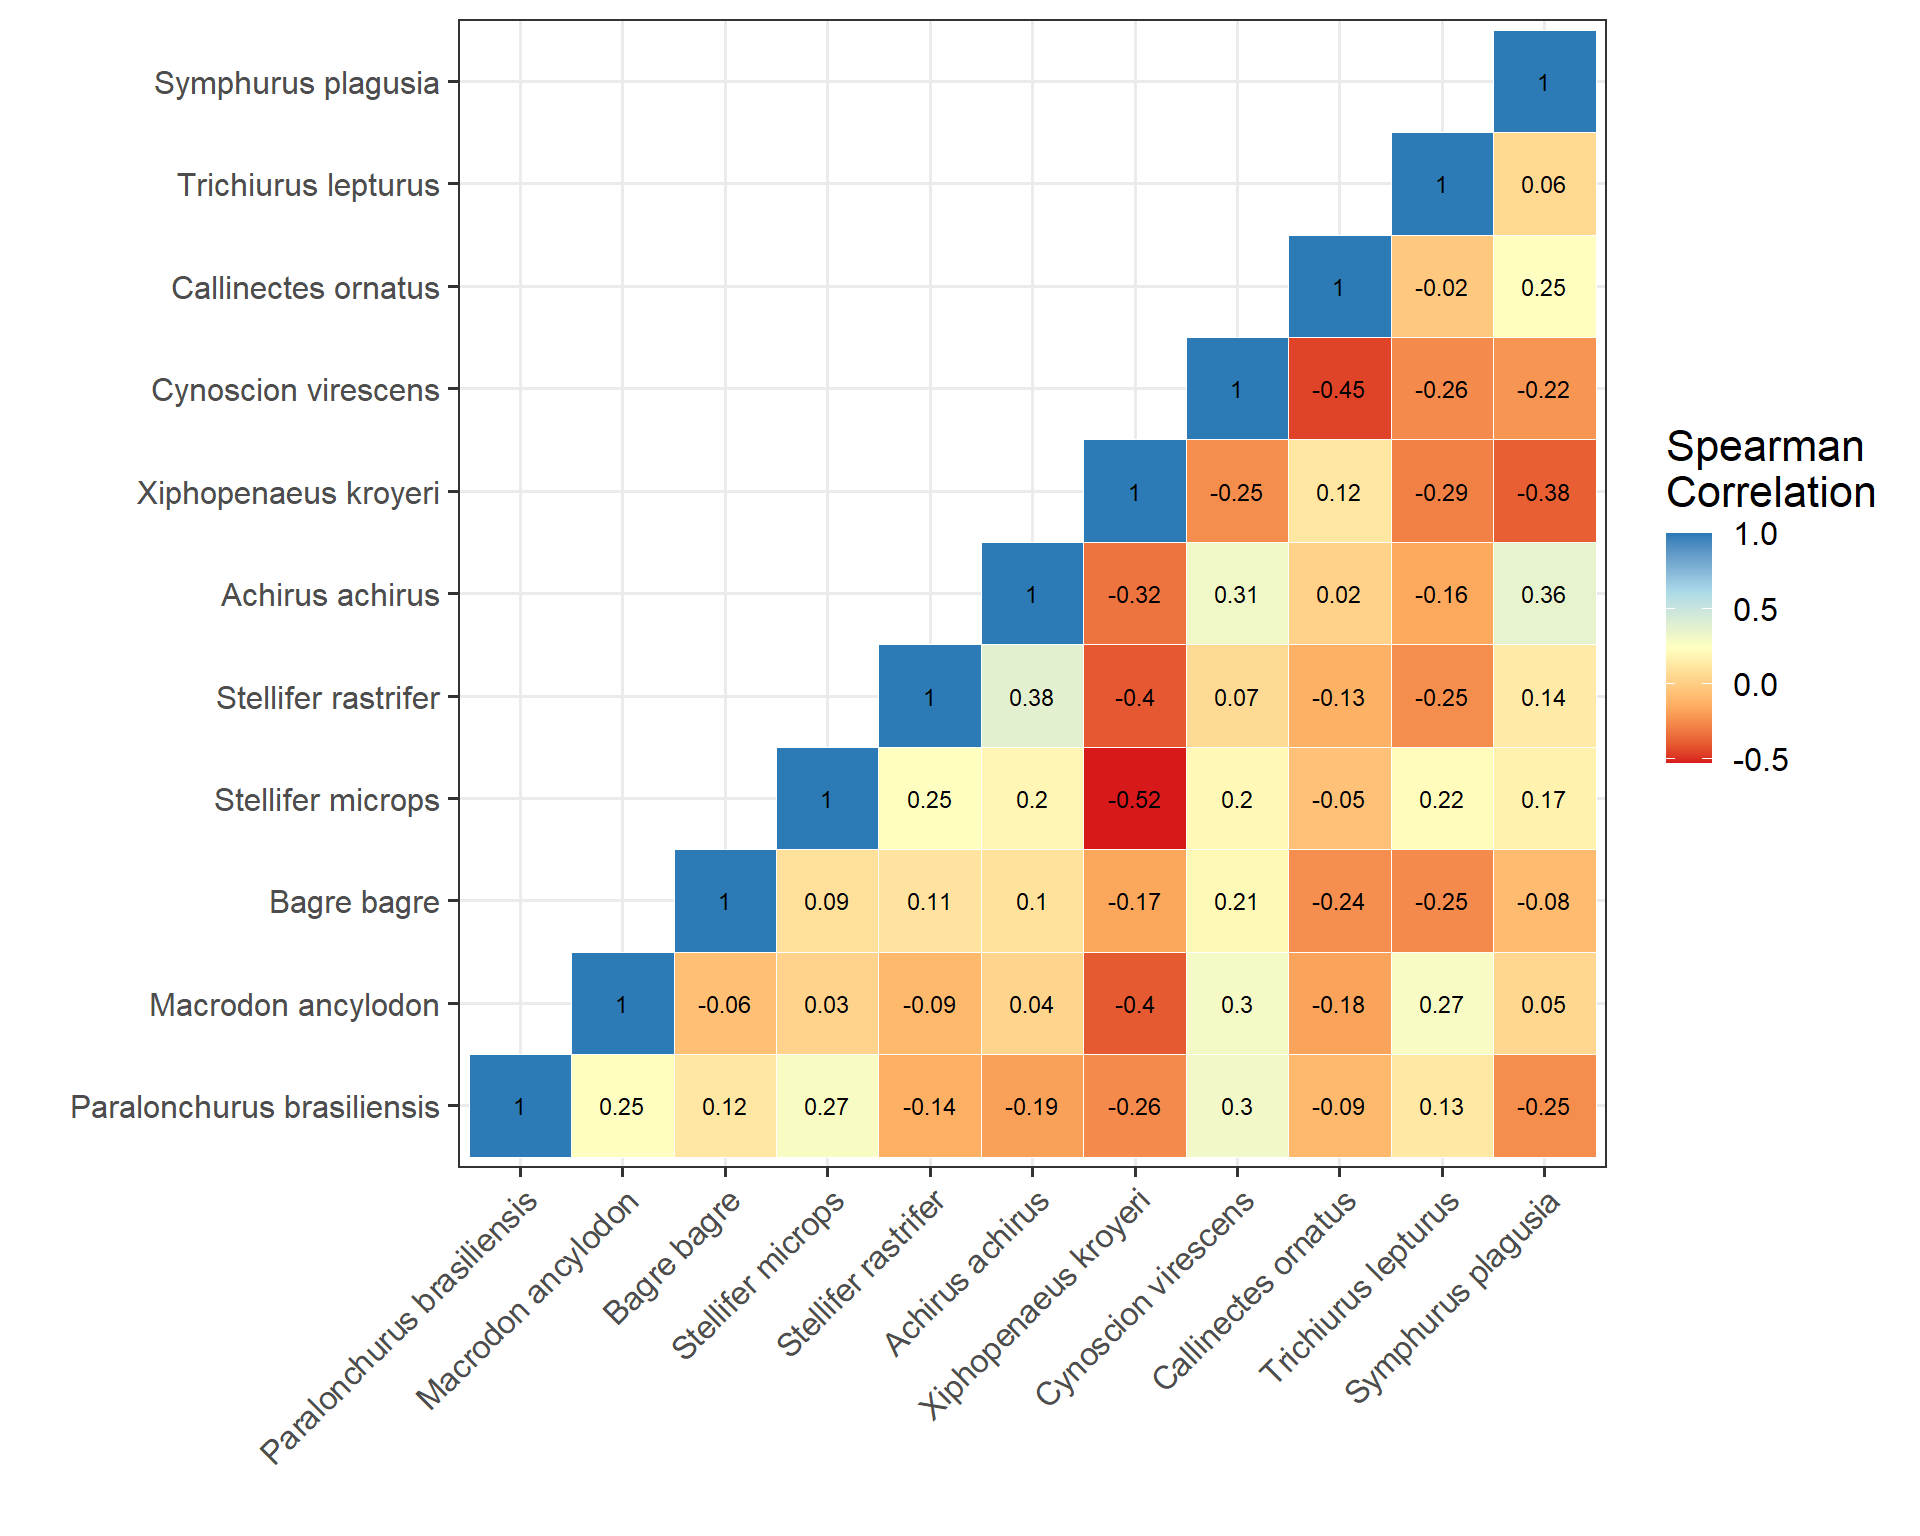 Symphurus plagusia 1
Trichiurus lepturus 1 0.06
Callinectes ornatus 1 -0.02 0.25
Cynoscion virescens 1 -0.45 -0.26 -0.22
Xiphopenaeus kroyeri 1 -0.25 0.12 -0.29 -0.38
Achirus achirus 1 -0.32 0.31 0.02 -0.16 0.36
Stellifer rastrifer 1 0.38 -0.4 0.07 -0.13 -0.25 0.14
Stellifer microps 1 0.25 0.2 -0.52 0.2 -0.05 0.22 0.17
Bagre bagre 1 0.09 0.11 0.1 -0.17 0.21 -0.24 -0.25 -0.08
Macrodon ancylodon 1 -0.06 0.03 -0.09 0.04 -0.4 0.3 -0.18 0.27 0.05
Paralonchurus brasiliensis 1 0.25 0.12 0.27 -0.14 -0.19 -0.26 0.3 -0.09 0.13 -0.25
Paralonchurus brasiliensis
Macrodon ancylodon
Bagre bagre
Stellifer microps
Stellifer rastrifer
Achirus achirus
Xiphopenaeus kroyeri
Cynoscion virescens
Callinectes ornatus
Trichiurus lepturus
Symphurus plagusia
Spearman
Correlation
1.0
0.5
0.0
-0.5